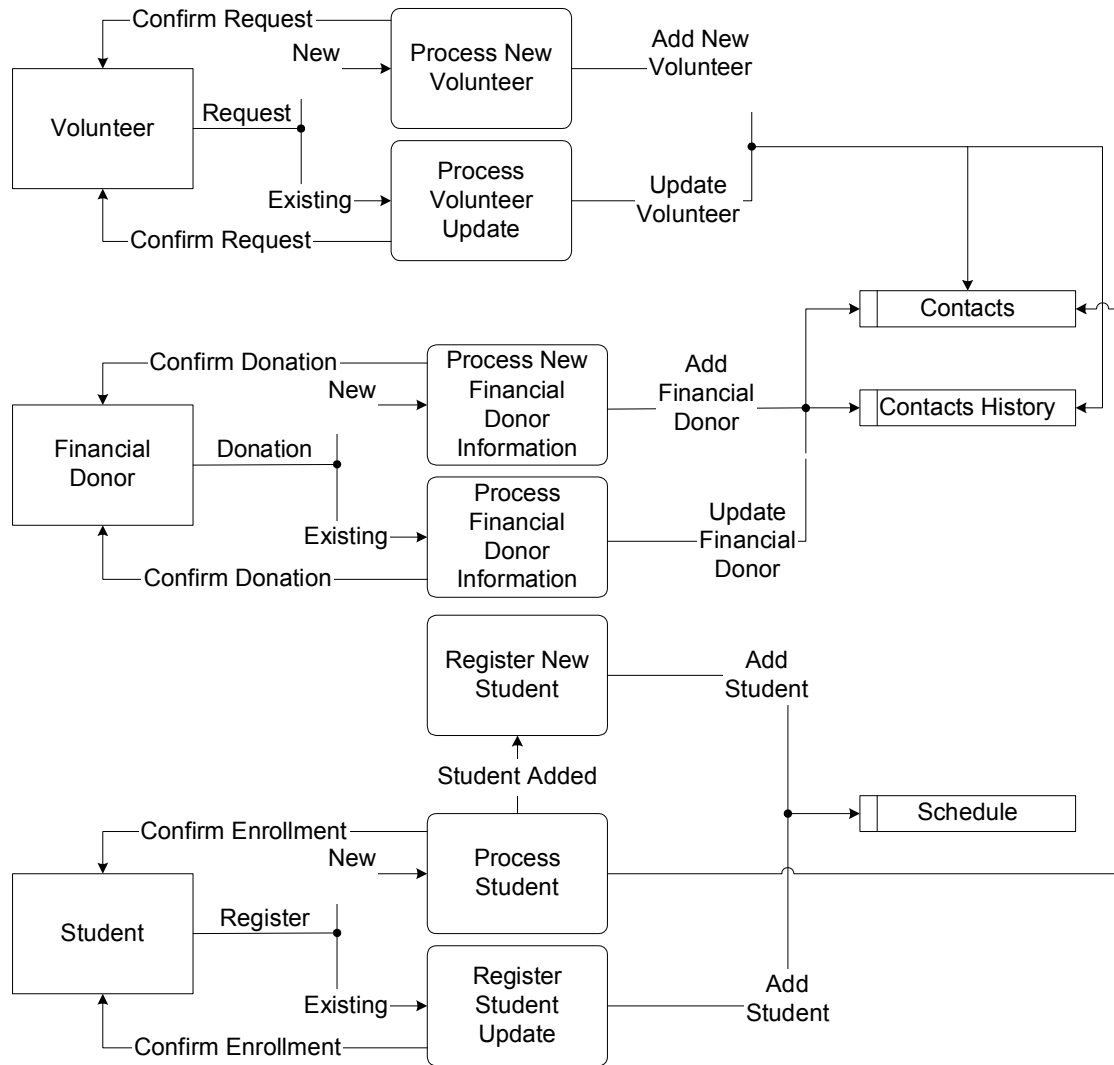 Confirm Request
New
Process New
Volunteer
Add New
Volunteer
Volunteer
Request
Existing
Process
Volunteer
Update
Update
Volunteer
Confirm Request
Contacts
Confirm Donation
New
Process New
Financial
Donor
Information
Add
Financial
Donor
Contacts History
Financial
Donor
Donation
Existing
Process
Financial
Donor
Information
Update
Financial
Donor
Confirm Donation
Register New
Student
Add
Student
Student Added
Schedule
Confirm Enrollment
New
Process
Student
Student
Register
Existing
Register
Student
Update
Add
Student
Confirm Enrollment